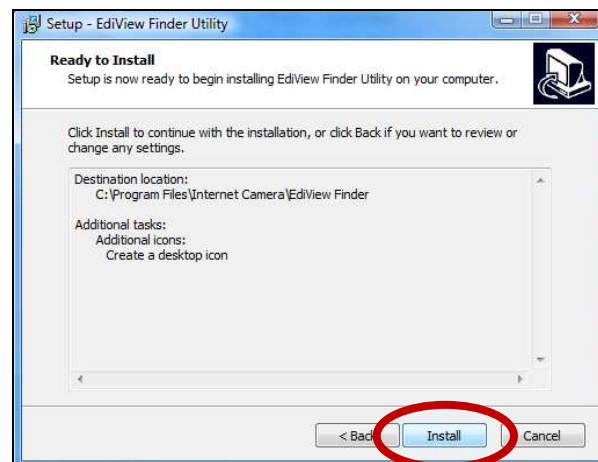 Setup - EdiView Finder Utility
Ready to Install
Setup is now ready to begin installing EdiView Finder Utility on your computer.
Click Install to continue with the installation, or click Back if you want to review or
change any settings.
Destination location:
C:\Program Files\Internet Camera\EdiView Finder
Additional tasks:
Additional icons:
Create a desktop icon
< Back Install Cancel